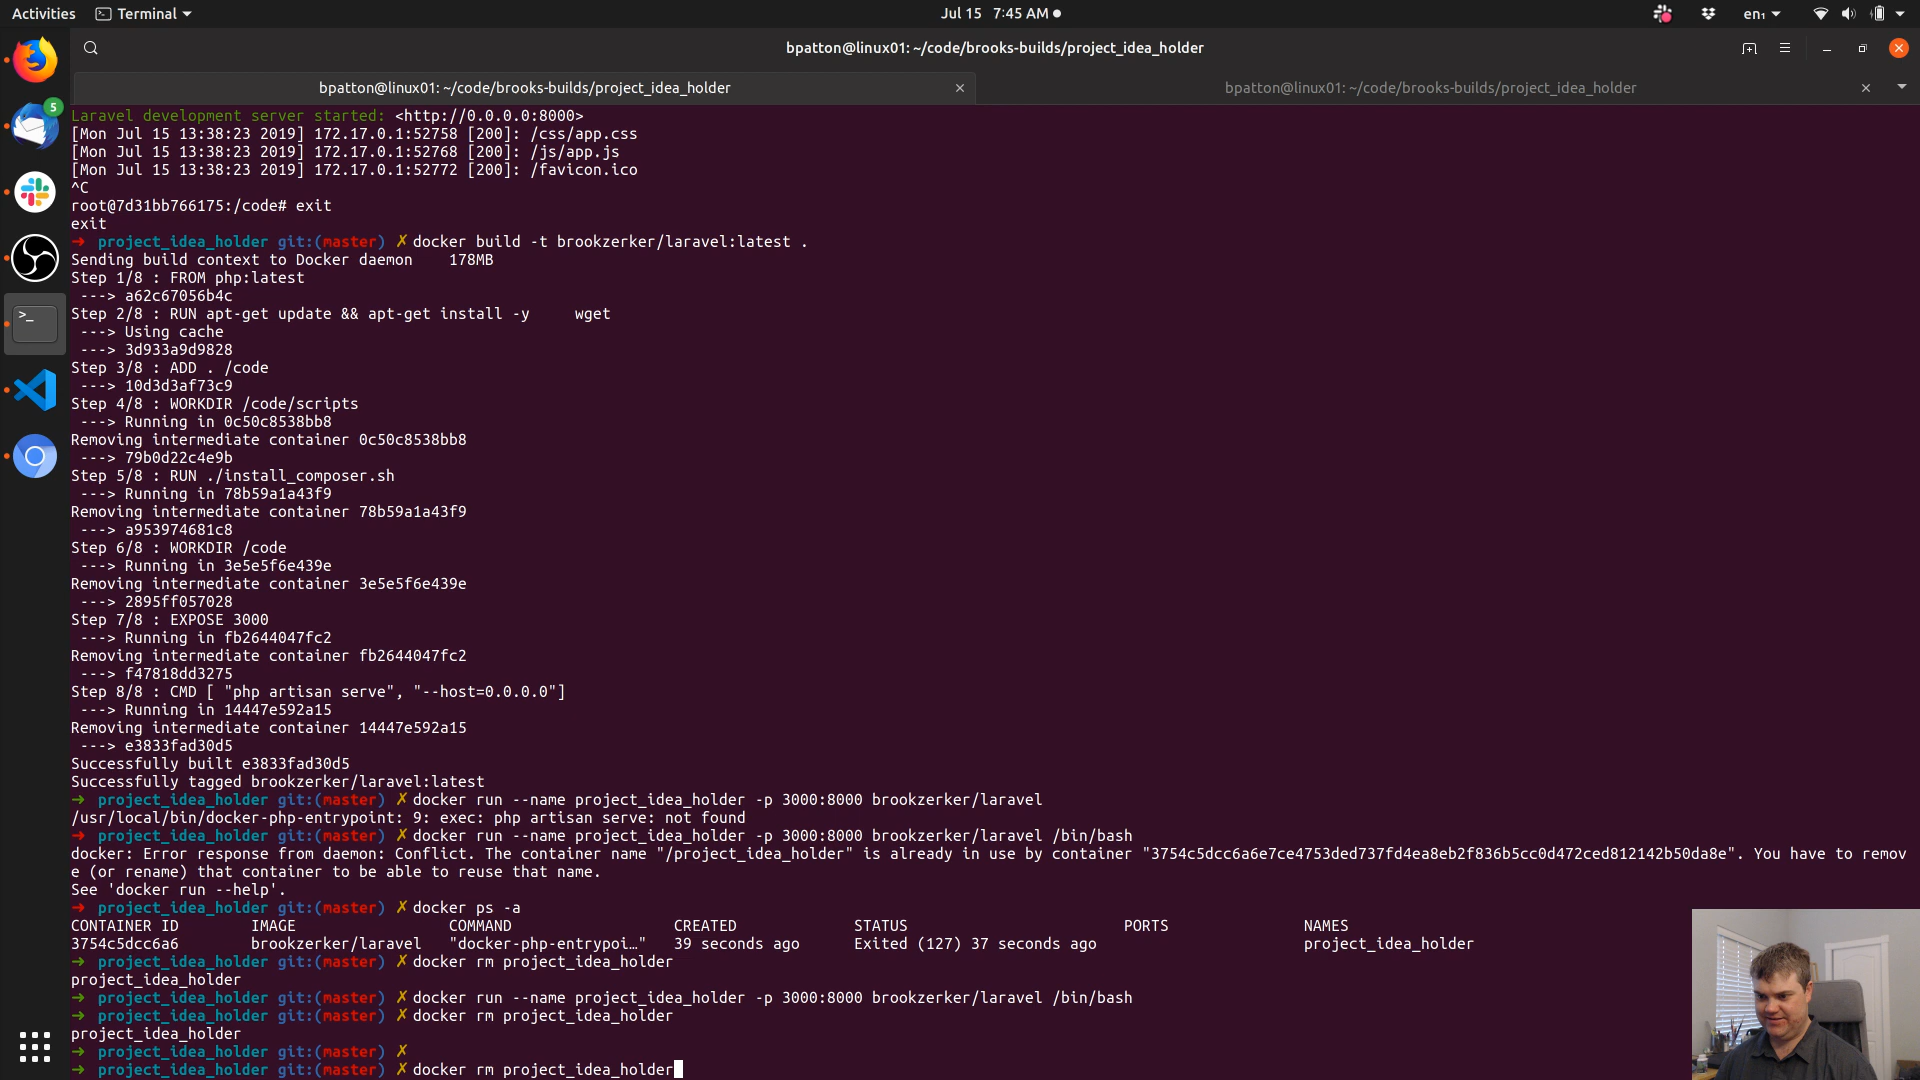 Activities
Terminal
Jul 15 7:45 AM
en₁
bpatton@linux01: ~/code/brooks-builds/project_idea_holder
bpatton@linux01: ~/code/brooks-builds/project_idea_holder
bpatton@linux01: ~/code/brooks-builds/project_idea_holder
5
Laravel development server started: <http://0.0.0.0:8000>
[Mon Jul 15 13:38:23 2019] 172.17.0.1:52758 [200]: /css/app.css
[Mon Jul 15 13:38:23 2019] 172.17.0.1:52768 [200]: /js/app.js
[Mon Jul 15 13:38:23 2019] 172.17.0.1:52772 [200]: /favicon.ico
^C
root@7d31bb766175:/code# exit
exit
➜ project_idea_holder git:(master) ✗ docker build -t brookzerker/laravel:latest .
Sending build context to Docker daemon 178MB
Step 1/8 : FROM php:latest
---> a62c67056b4c
Step 2/8 : RUN apt-get update && apt-get install -y wget
---> Using cache
---> 3d933a9d9828
Step 3/8 : ADD . /code
---> 10d3d3af73c9
Step 4/8 : WORKDIR /code/scripts
---> Running in 0c50c8538bb8
Removing intermediate container 0c50c8538bb8
---> 79b0d22c4e9b
Step 5/8 : RUN ./install_composer.sh
---> Running in 78b59a1a43f9
Removing intermediate container 78b59a1a43f9
---> a953974681c8
Step 6/8 : WORKDIR /code
---> Running in 3e5e5f6e439e
Removing intermediate container 3e5e5f6e439e
---> 2895ff057028
Step 7/8 : EXPOSE 3000
---> Running in fb2644047fc2
Removing intermediate container fb2644047fc2
---> f47818dd3275
Step 8/8 : CMD [ "php artisan serve", "--host=0.0.0.0"]
---> Running in 14447e592a15
Removing intermediate container 14447e592a15
---> e3833fad30d5
Successfully built e3833fad30d5
Successfully tagged brookzerker/laravel:latest
➜ project_idea_holder git:(master) ✗ docker run --name project_idea_holder -p 3000:8000 brookzerker/laravel
/usr/local/bin/docker-php-entrypoint: 9: exec: php artisan serve: not found
➜ project_idea_holder git:(master) ✗ docker run --name project_idea_holder -p 3000:8000 brookzerker/laravel /bin/bash
docker: Error response from daemon: Conflict. The container name "/project_idea_holder" is already in use by container "3754c5dcc6a6e7ce4753ded737fd4ea8eb2f836b5cc0d472ced812142b50da8e". You have to remov
e (or rename) that container to be able to reuse that name.
See 'docker run --help'.
➜ project_idea_holder git:(master) ✗ docker ps -a
CONTAINER ID IMAGE COMMAND CREATED STATUS PORTS NAMES
3754c5dcc6a6 brookzerker/laravel "docker-php-entrypoi…" 39 seconds ago Exited (127) 37 seconds ago project_idea_holder
➜ project_idea_holder git:(master) ✗ docker rm project_idea_holder
project_idea_holder
➜ project_idea_holder git:(master) ✗ docker run --name project_idea_holder -p 3000:8000 brookzerker/laravel /bin/bash
➜ project_idea_holder git:(master) ✗ docker rm project_idea_holder
project_idea_holder
➜ project_idea_holder git:(master) ✗
➜ project_idea_holder git:(master) ✗ docker rm project_idea_holder